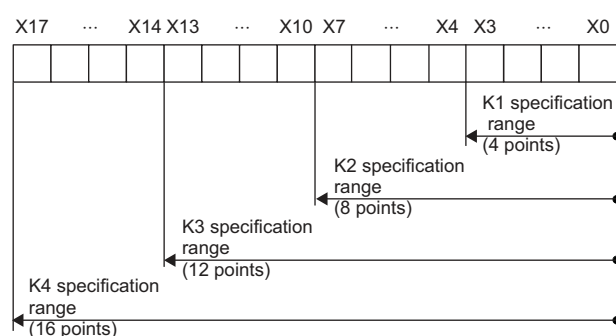 X17 ··· X14 X13 ··· X10 X7 ··· X4 X3 ··· X0
K1 specification
range
(4 points)
K2 specification
range
(8 points)
K3 specification
range
(12 points)
K4 specification
range
(16 points)